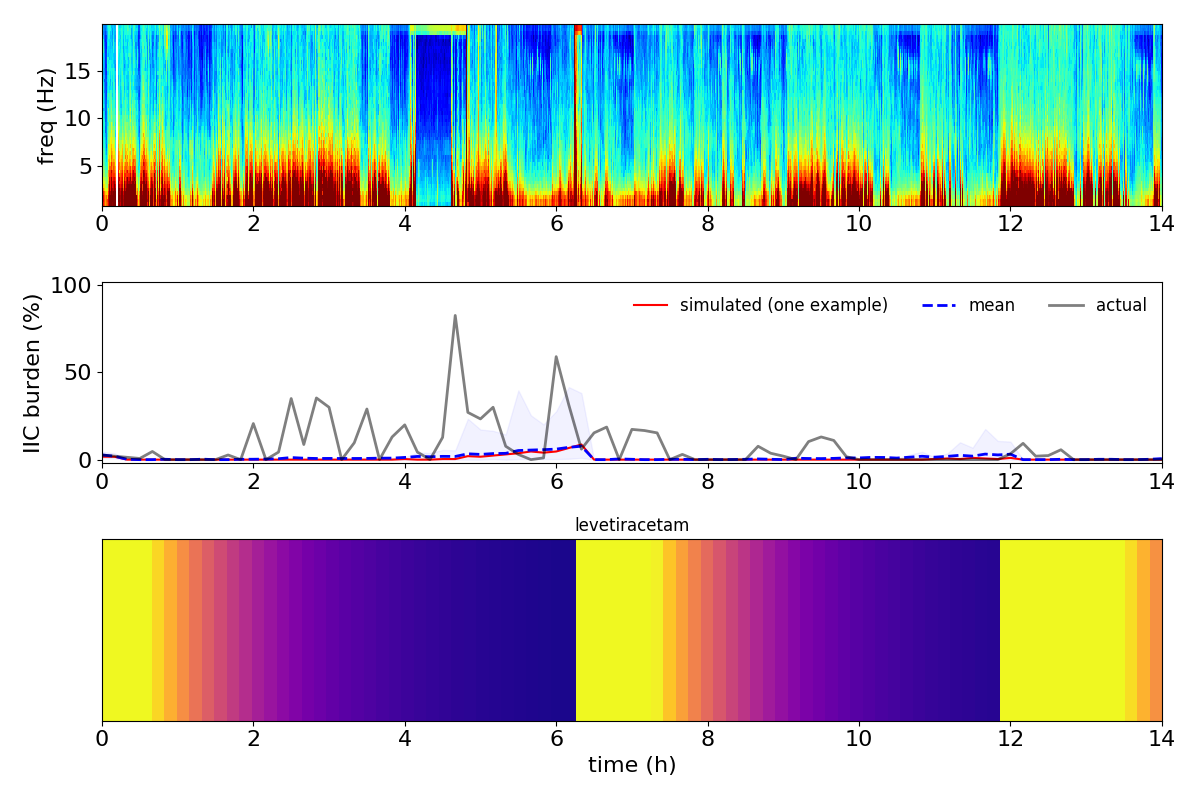 freq (Hz)
15
10
5
0 2 4 6 8 10 12 14
IIC burden (%)
100
50
0
simulated (one example) mean actual
0 2 4 6 8 10 12 14
levetiracetam
0 2 4 6 8 10 12 14
time (h)